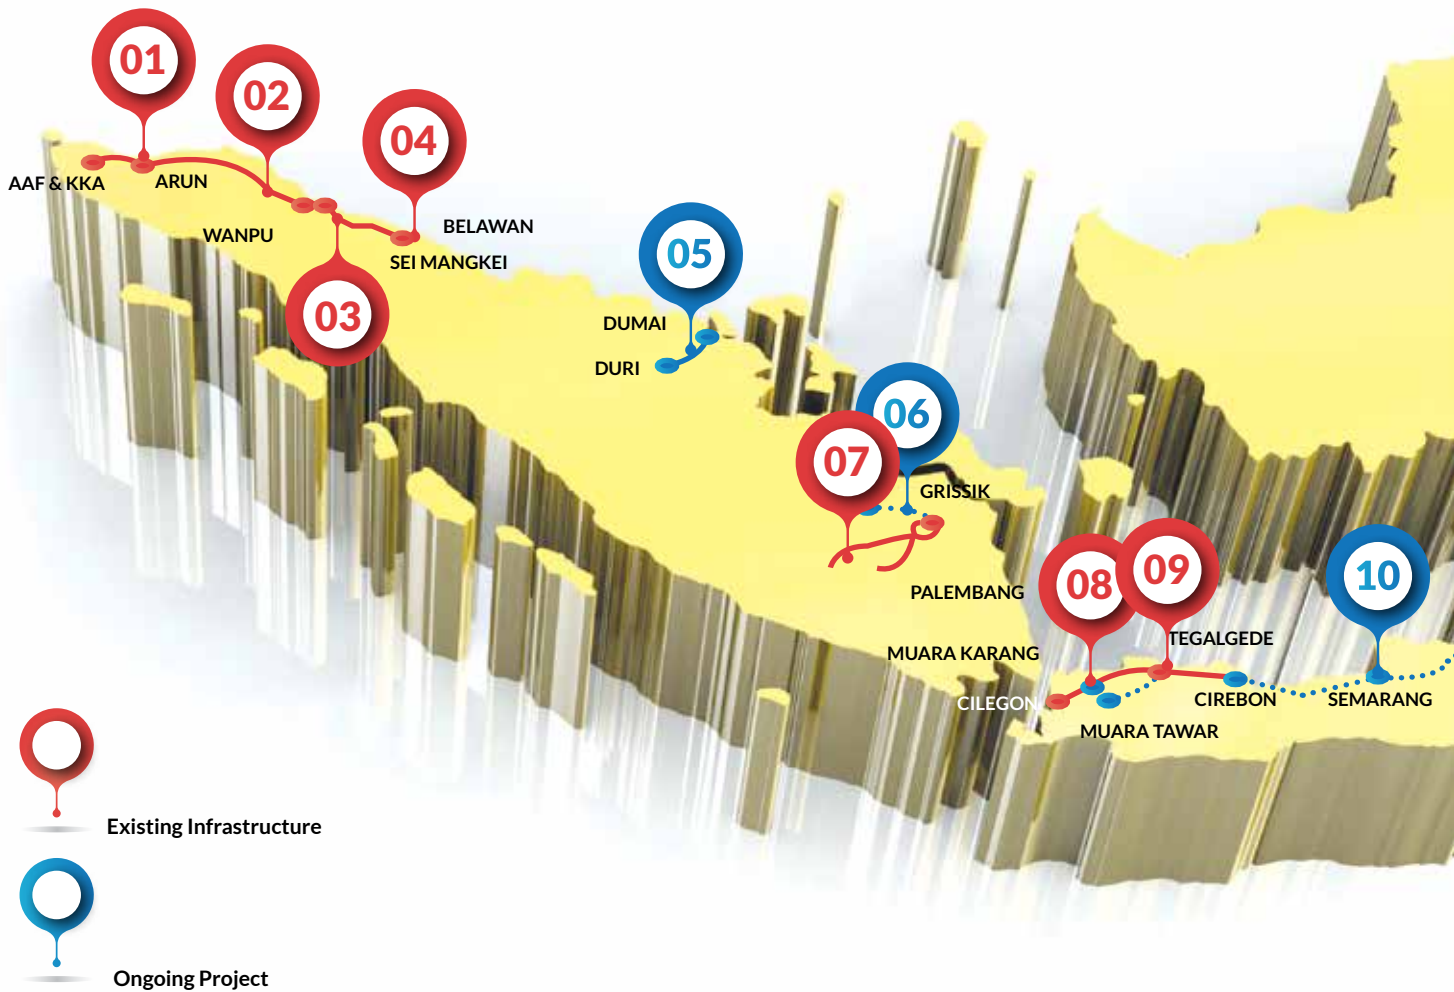 01
02
04
AAF & KKA
ARUN
WANPU
BELAWAN
SEI MANGKEI
03
05
DUMAI
DURI
06
07
GRISSIK
PALEMBANG
08
09
10
TEGALGEDE
MUARA KARANG
CILEGON
CIREBON
SEMARANG
MUARA TAWAR
Existing Infrastructure
Ongoing Project